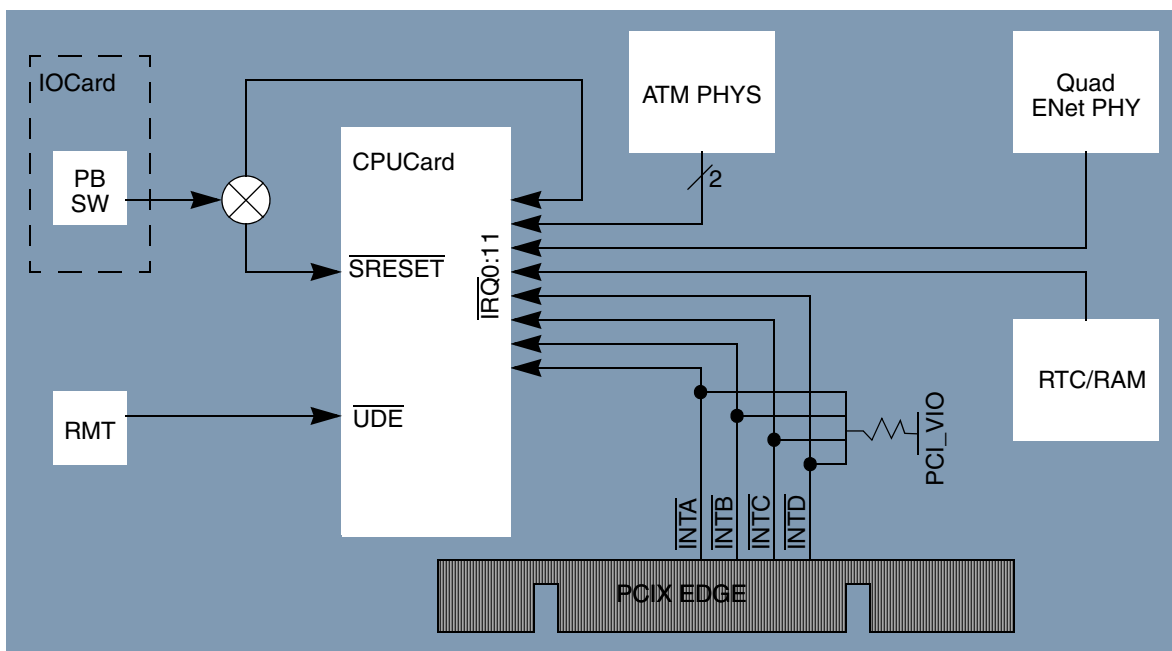 IOCard
PB
SW
CPUCard
SRESET
UDE
IRQ0:11
RMT
ATM PHYS
2
Quad
ENet PHY
RTC/RAM
PCI_VIO
INTA
INTB
INTC
INTD
PCIX EDGE